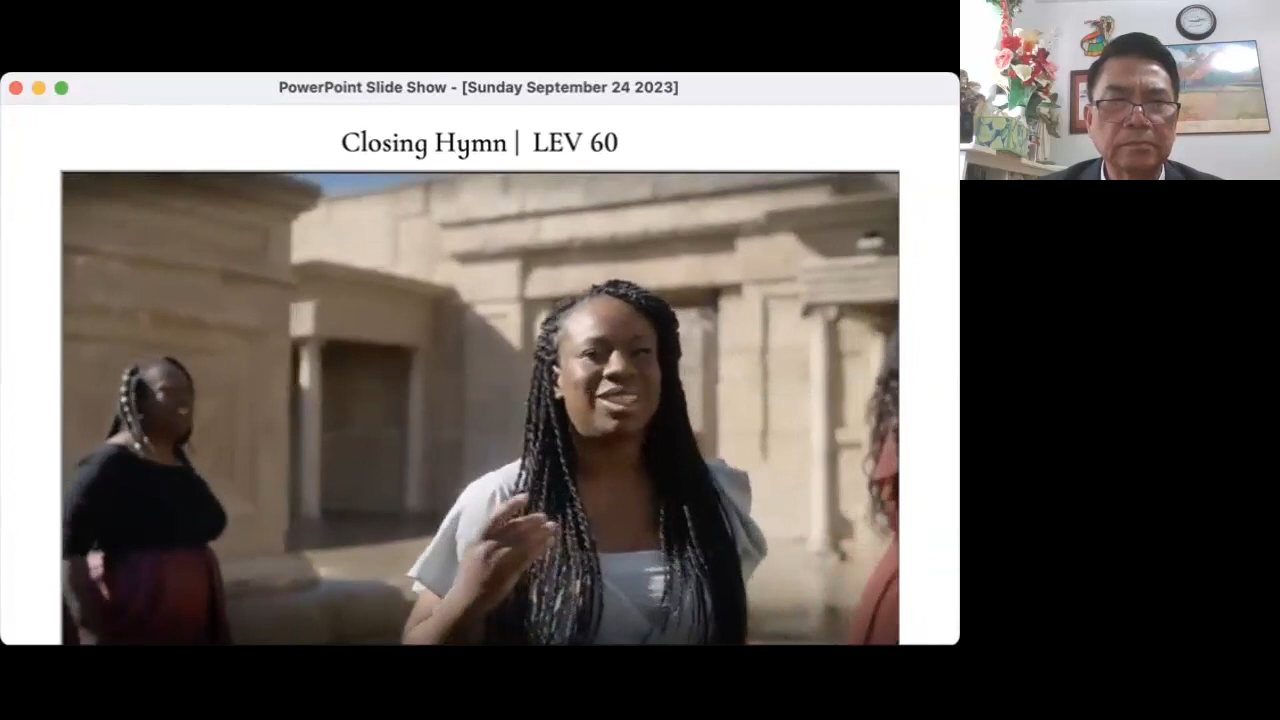 PowerPoint Slide Show - [Sunday September 24 2023]
Closing Hymn | LEV 60